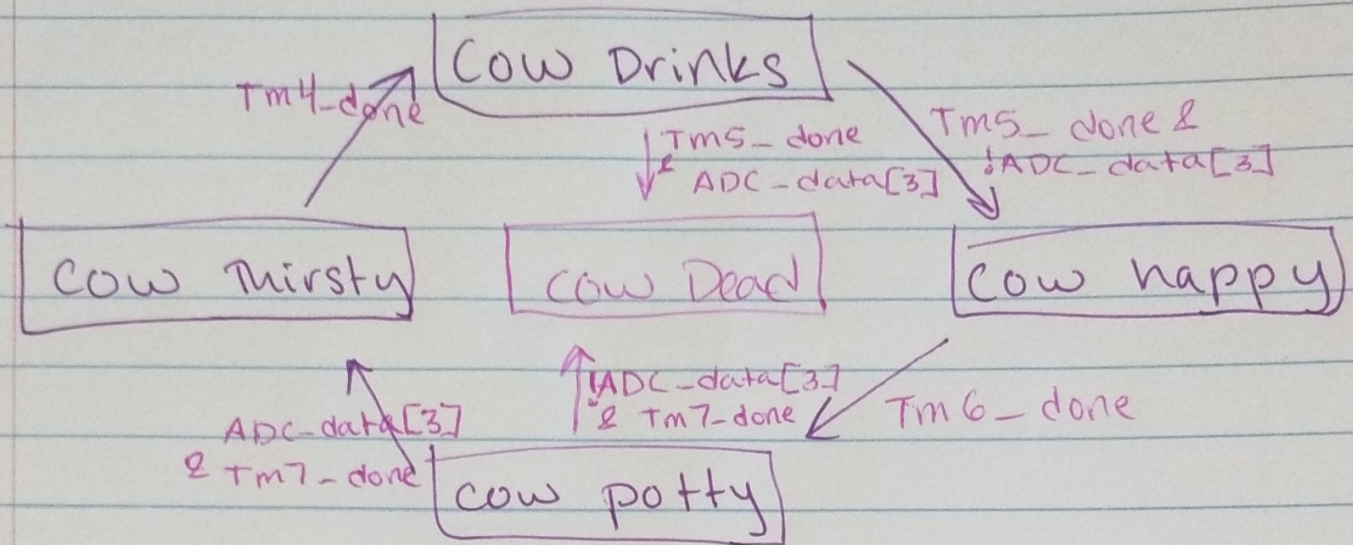 Cow Drinks
Tm4_done
Tm5_done
& ADC_data[3]
Tm5_done &
!ADC_data[3]
Cow Thirsty
Cow Dead
Cow happy
ADC_data[3]
& Tm7_done
!ADC_data[3]
& Tm7_done
Tm6_done
Cow potty